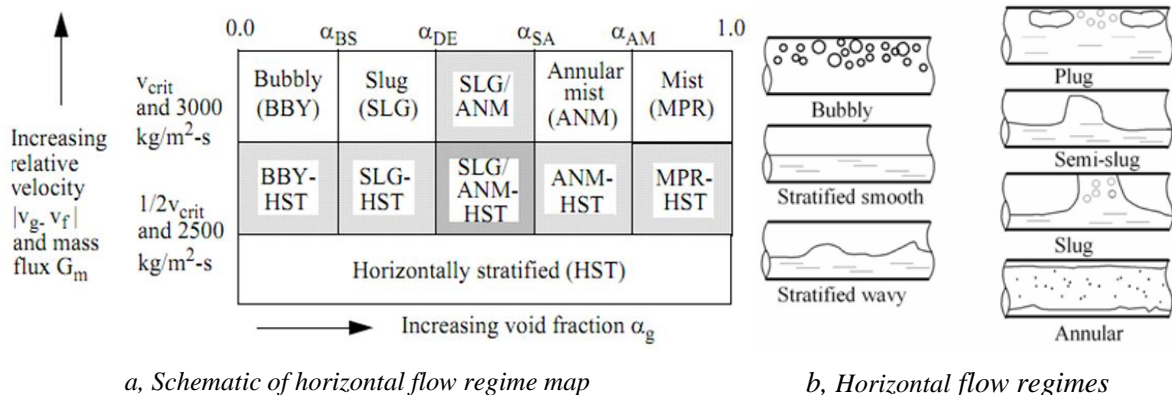 0.0 α_BS α_DE α_SA α_AM 1.0
Increasing
relative
velocity
|v_g- v_f|
and mass
flux G_m
v_crit
and 3000
kg/m²-s
1/2v_crit
and 2500
kg/m²-s
Bubbly
(BBY)
Slug
(SLG)
SLG/
ANM
Annular
mist
(ANM)
Mist
(MPR)
BBY-
HST
SLG-
HST
SLG/
ANM-
HST
ANM-
HST
MPR-
HST
Horizontally stratified (HST)
Increasing void fraction α_g
a, Schematic of horizontal flow regime map
Bubbly
Stratified smooth
Stratified wavy
Plug
Semi-slug
Slug
Annular
b, Horizontal flow regimes